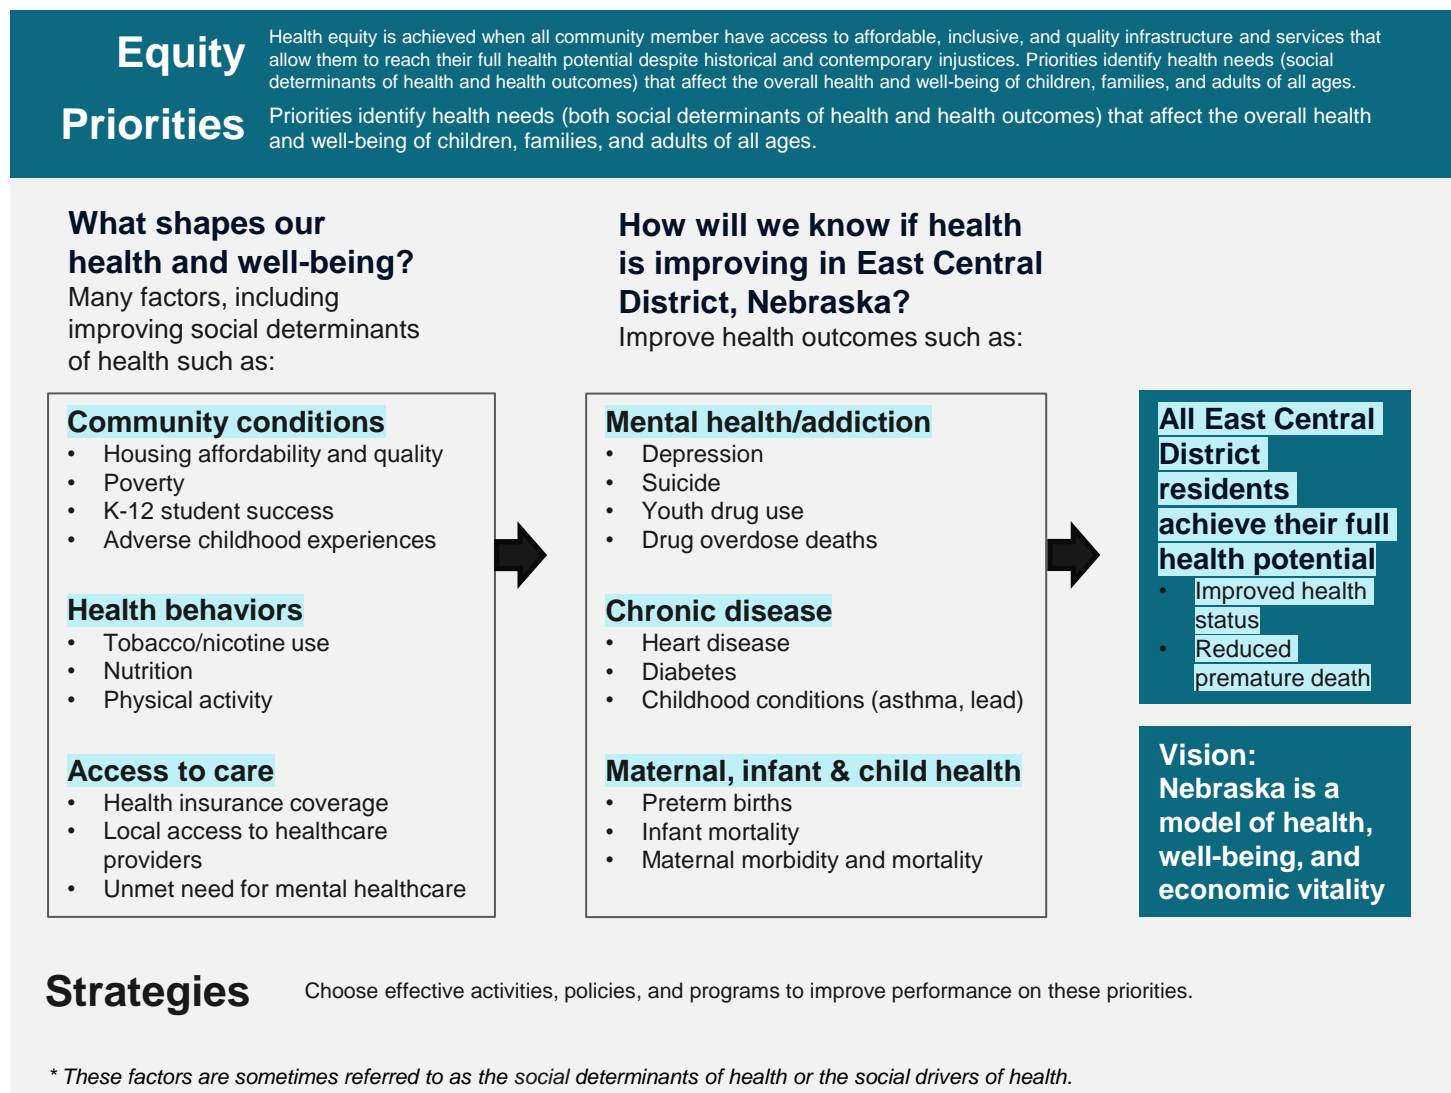 Equity
Health equity is achieved when all community member have access to affordable, inclusive, and quality infrastructure and services that
allow them to reach their full health potential despite historical and contemporary injustices. Priorities identify health needs (social
determinants of health and health outcomes) that affect the overall health and well-being of children, families, and adults of all ages.
Priorities
Priorities identify health needs (both social determinants of health and health outcomes) that affect the overall health
and well-being of children, families, and adults of all ages.
What shapes our
health and well-being?
Many factors, including
improving social determinants
of health such as:
Community conditions
• Housing affordability and quality
• Poverty
• K-12 student success
• Adverse childhood experiences
Health behaviors
• Tobacco/nicotine use
• Nutrition
• Physical activity
Access to care
• Health insurance coverage
• Local access to healthcare
providers
• Unmet need for mental healthcare
How will we know if health
is improving in East Central
District, Nebraska?
Improve health outcomes such as:
Mental health/addiction
• Depression
• Suicide
• Youth drug use
• Drug overdose deaths
Chronic disease
• Heart disease
• Diabetes
• Childhood conditions (asthma, lead)
Maternal, infant & child health
• Preterm births
• Infant mortality
• Maternal morbidity and mortality
All East Central
District
residents
achieve their full
health potential
• Improved health
status
• Reduced
premature death
Vision:
Nebraska is a
model of health,
well-being, and
economic vitality
Strategies
Choose effective activities, policies, and programs to improve performance on these priorities.
* These factors are sometimes referred to as the social determinants of health or the social drivers of health.